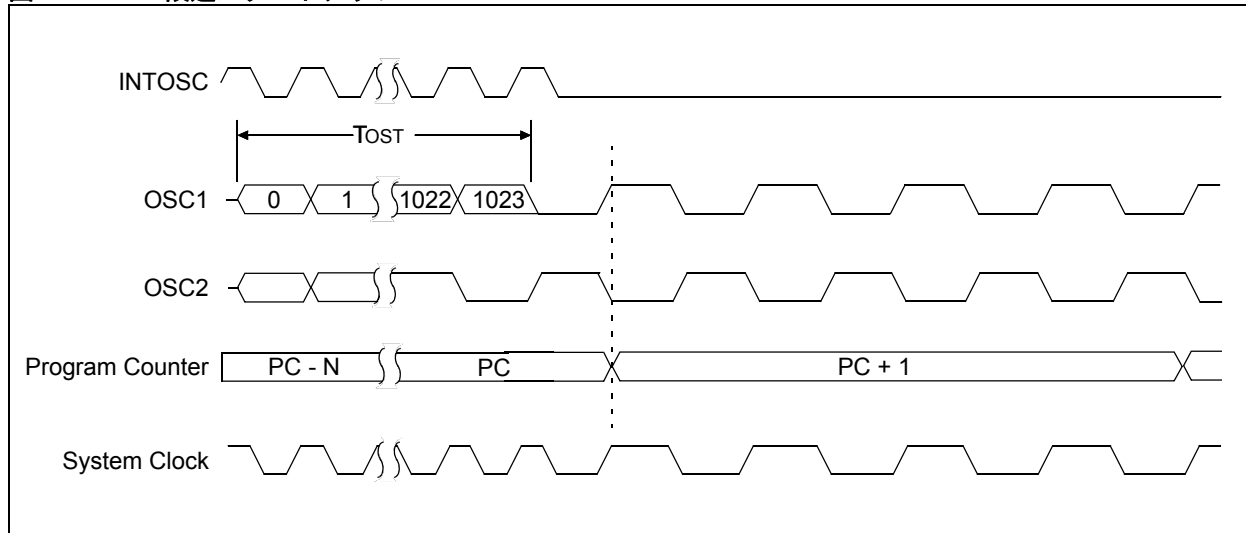 INTOSC
TOST
OSC1 0 1 1022 1023
OSC2
Program Counter PC - N PC PC + 1
System Clock